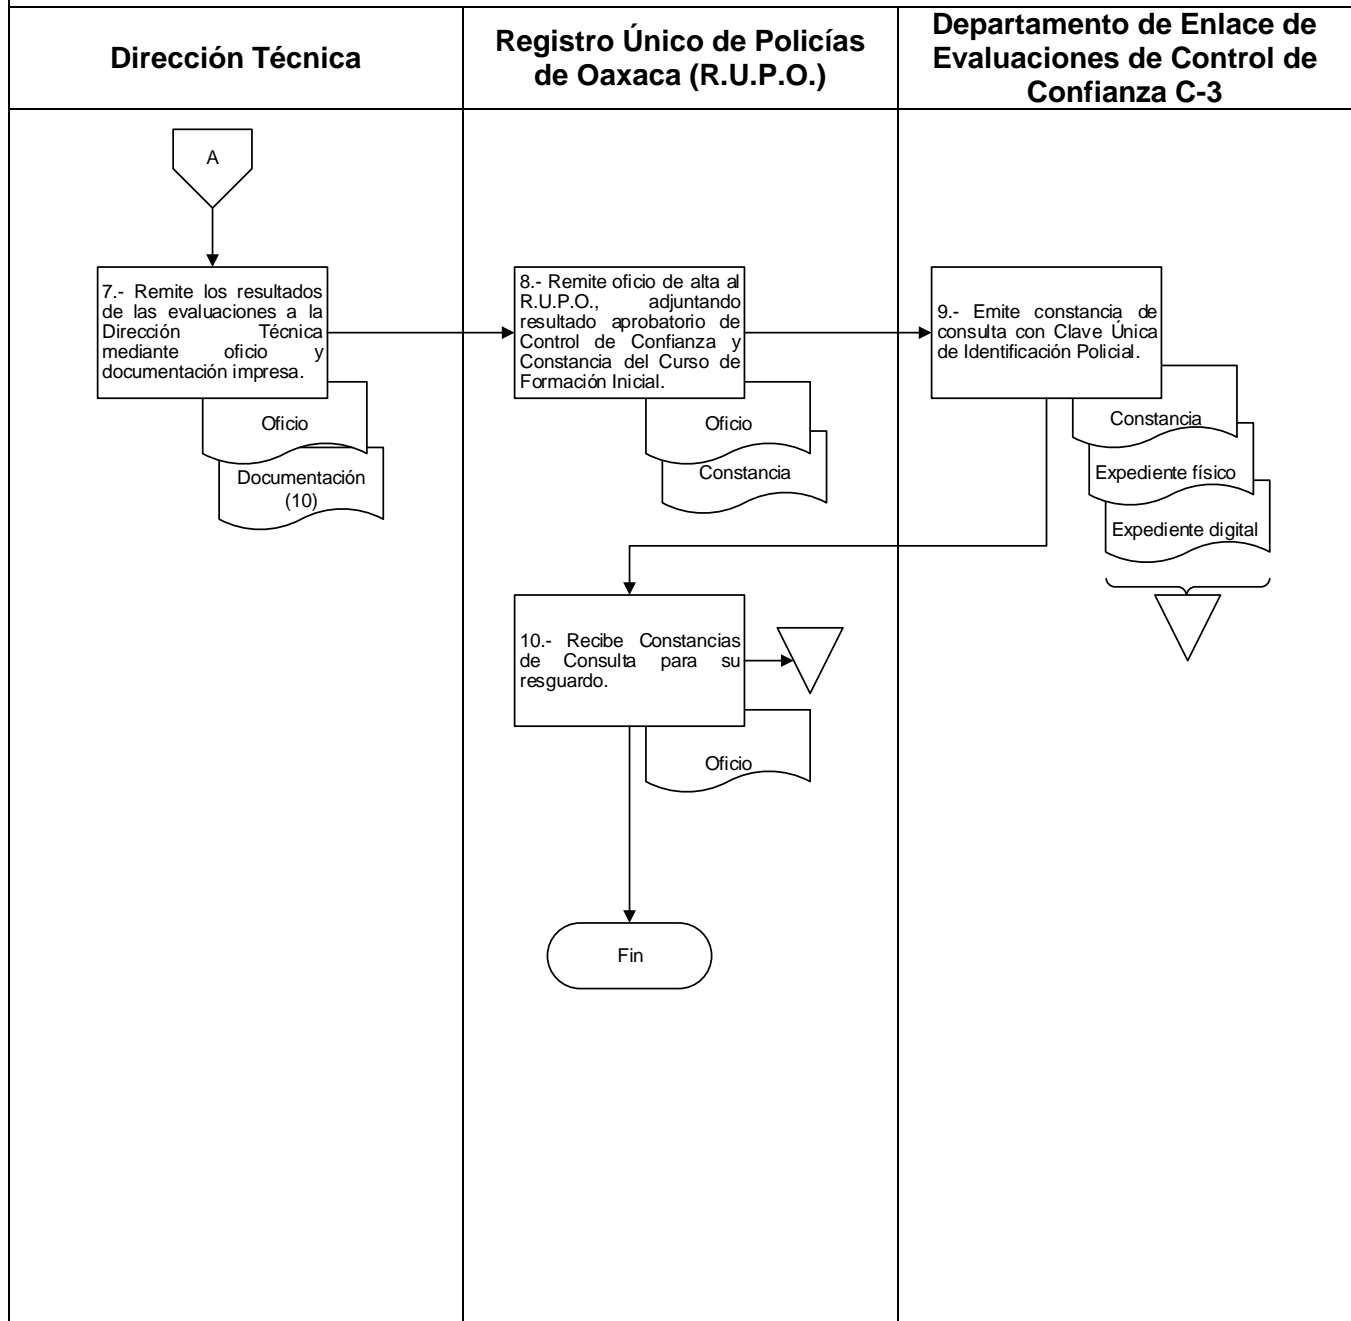 Dirección Técnica
Registro Único de Policías
de Oaxaca (R.U.P.O.)
Departamento de Enlace de
Evaluaciones de Control de
Confianza C-3
A
7.- Remite los resultados
de las evaluaciones a la
Dirección Técnica
mediante oficio y
documentación impresa.
Oficio
Documentación
(10)
8.- Remite oficio de alta al
R.U.P.O., adjuntando
resultado aprobatorio de
Control de Confianza y
Constancia del Curso de
Formación Inicial.
Oficio
Constancia
9.- Emite constancia de
consulta con Clave Única
de Identificación Policial.
Constancia
Expediente físico
Expediente digital
10.- Recibe Constancias
de Consulta para su
resguardo.
Oficio
Fin